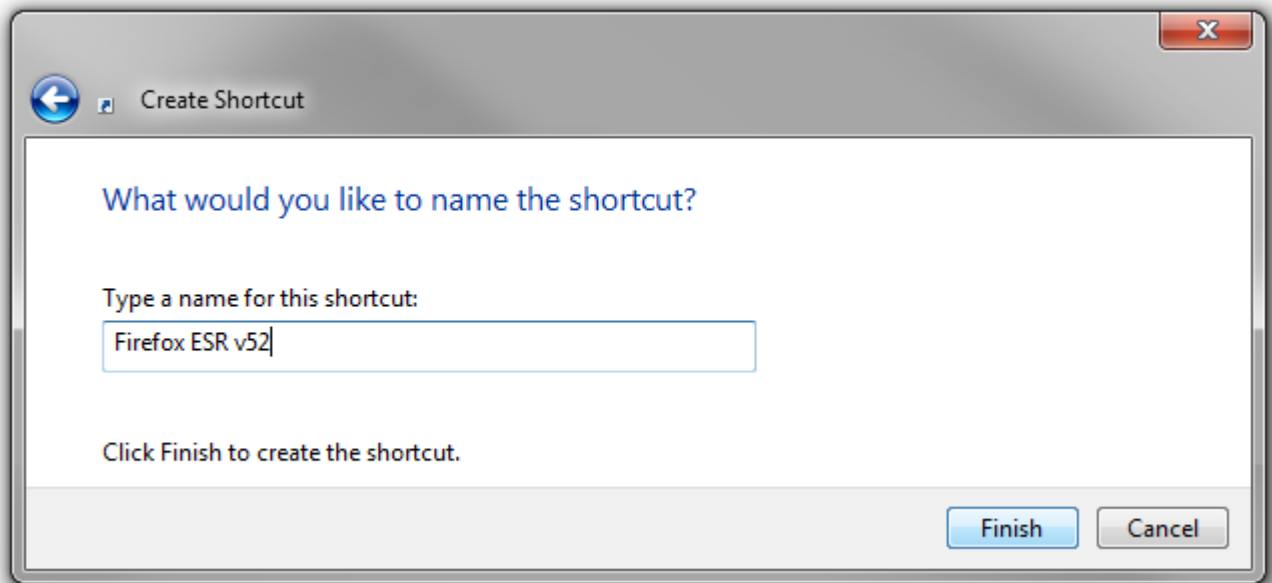 Create Shortcut
What would you like to name the shortcut?
Type a name for this shortcut:
Firefox ESR v52
Click Finish to create the shortcut.
Finish
Cancel